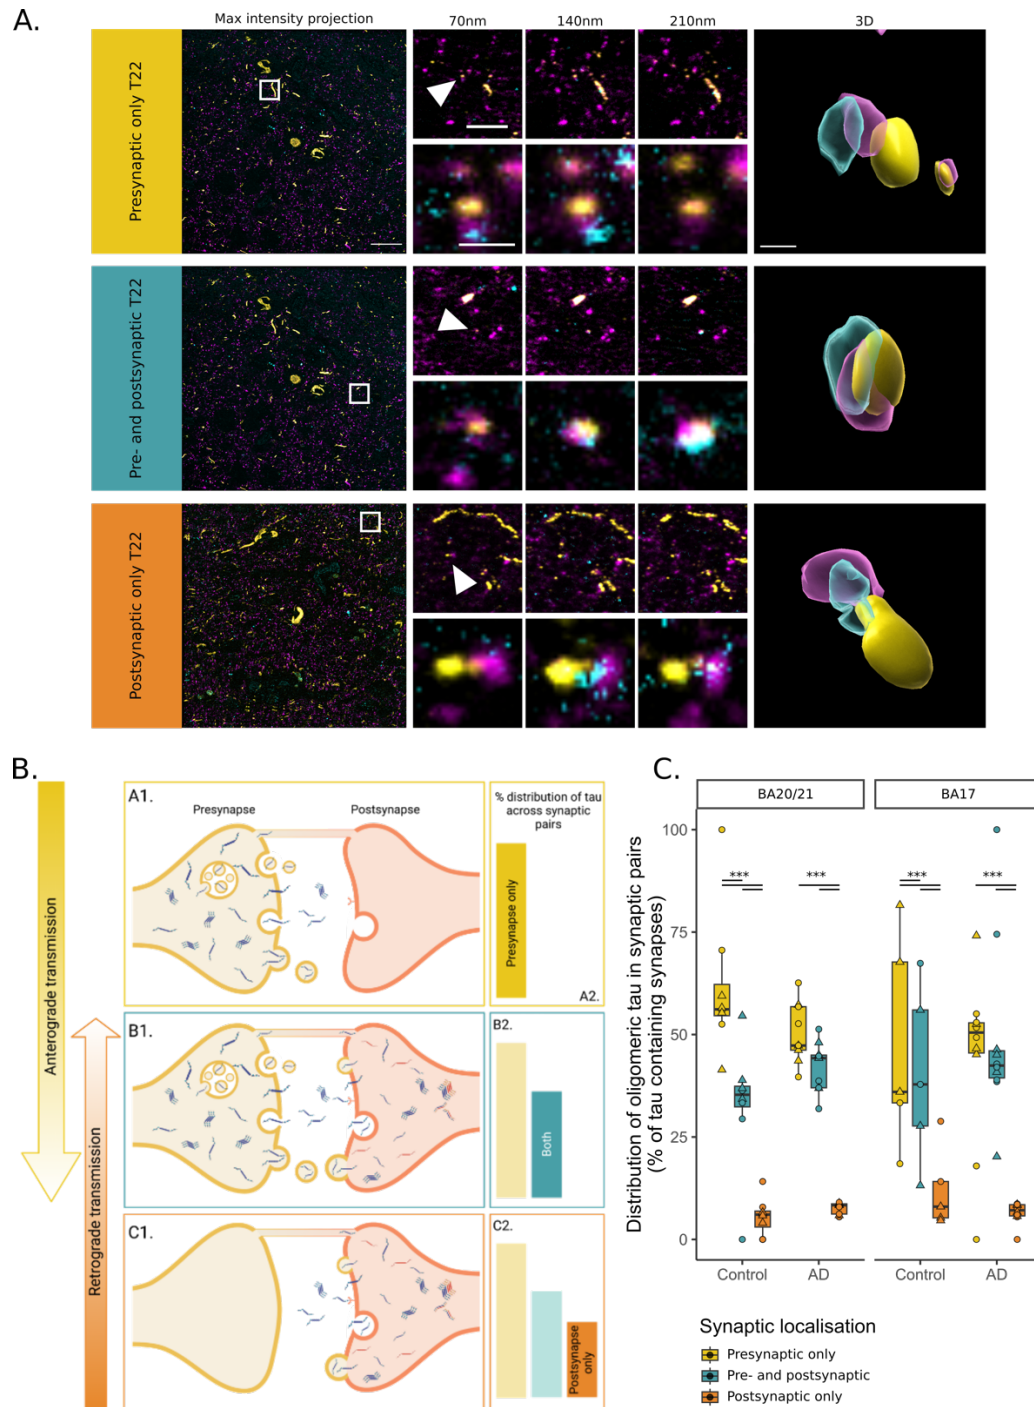 A.
Max intensity projection
70nm
140nm
210nm
3D
Presynaptic only T22
Pre- and postsynaptic T22
Postsynaptic only T22
B.
Anterograde transmission
Retrograde transmission
A1.
Presynapse
Postsynapse
% distribution of tau
across synaptic
pairs
Presynapse only
A2.
B1.
B2.
Both
C1.
C2.
Postsynapse
only
C.
BA20/21
BA17
Distribution of oligomeric tau in synaptic pairs
(% of tau containing synapses)
100
75
50
25
0
***
***
***
***
Control
AD
Control
AD
Synaptic localisation
Presynaptic only
Pre- and postsynaptic
Postsynaptic only